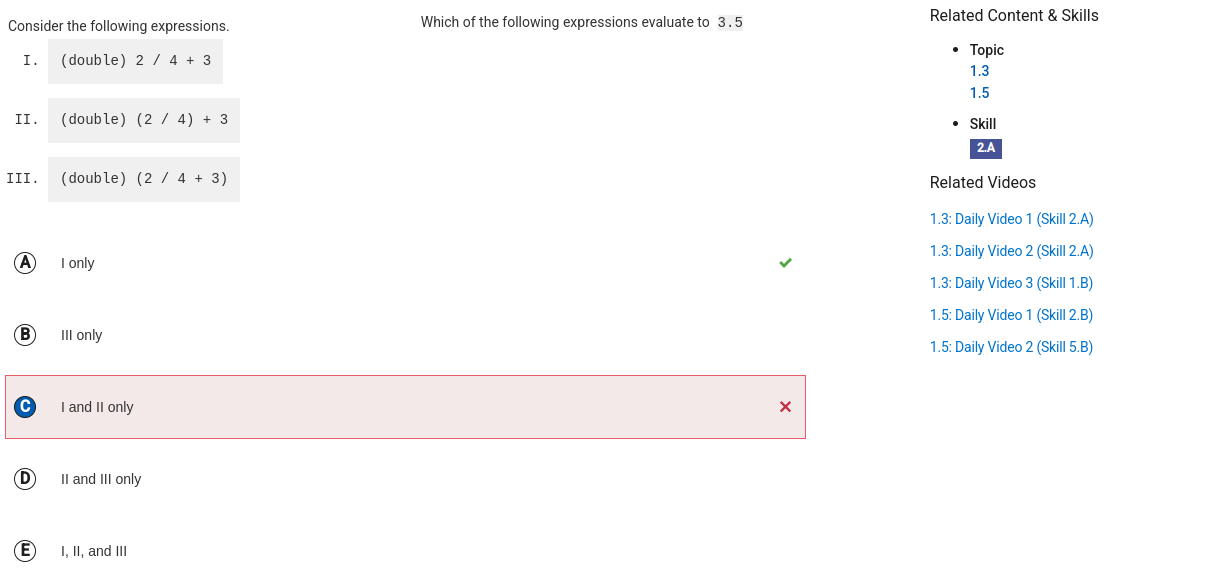 Consider the following expressions.
I. (double) 2 / 4 + 3
II. (double) (2 / 4) + 3
III. (double) (2 / 4 + 3)
Which of the following expressions evaluate to 3.5
A I only
B III only
C I and II only
D II and III only
E I, II, and III
Related Content & Skills
Topic
1.3
1.5
Skill
2.A
Related Videos
1.3: Daily Video 1 (Skill 2.A)
1.3: Daily Video 2 (Skill 2.A)
1.3: Daily Video 3 (Skill 1.B)
1.5: Daily Video 1 (Skill 2.B)
1.5: Daily Video 2 (Skill 5.B)